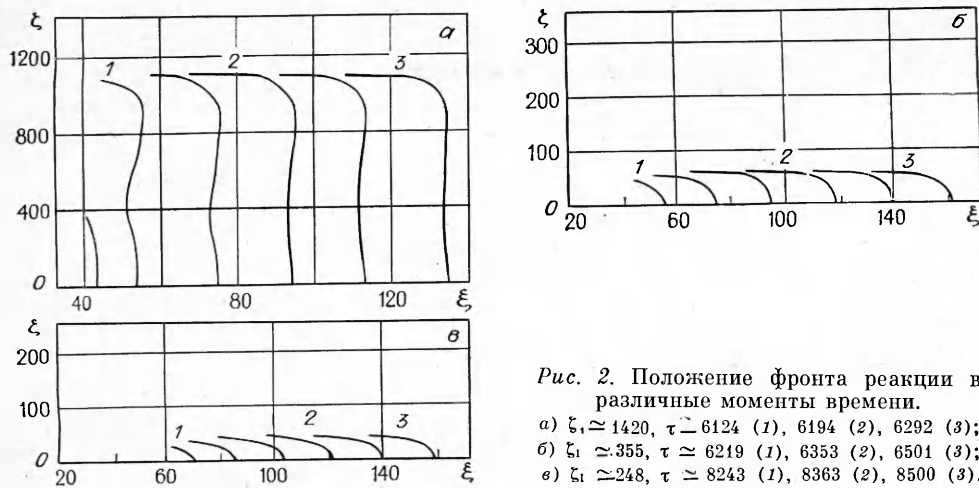 ζ
1200
800
400
0
1
2
3
а
40
80
120
ξ
ζ
300
200
100
0
1
2
3
б
20
60
100
140
ξ
ξ
200
100
0
1
2
3
в
20
60
100
140
ξ
Рис. 2. Положение фронта реакции в
различные моменты времени.
а) ζ₁ ≃ 1420, τ ≃ 6124 (1), 6194 (2), 6292 (3);
б) ζ₁ ≃ 355, τ ≃ 6219 (1), 6353 (2), 6501 (3);
в) ζ₁ ≃ 248, τ ≃ 8243 (1), 8363 (2), 8500 (3).